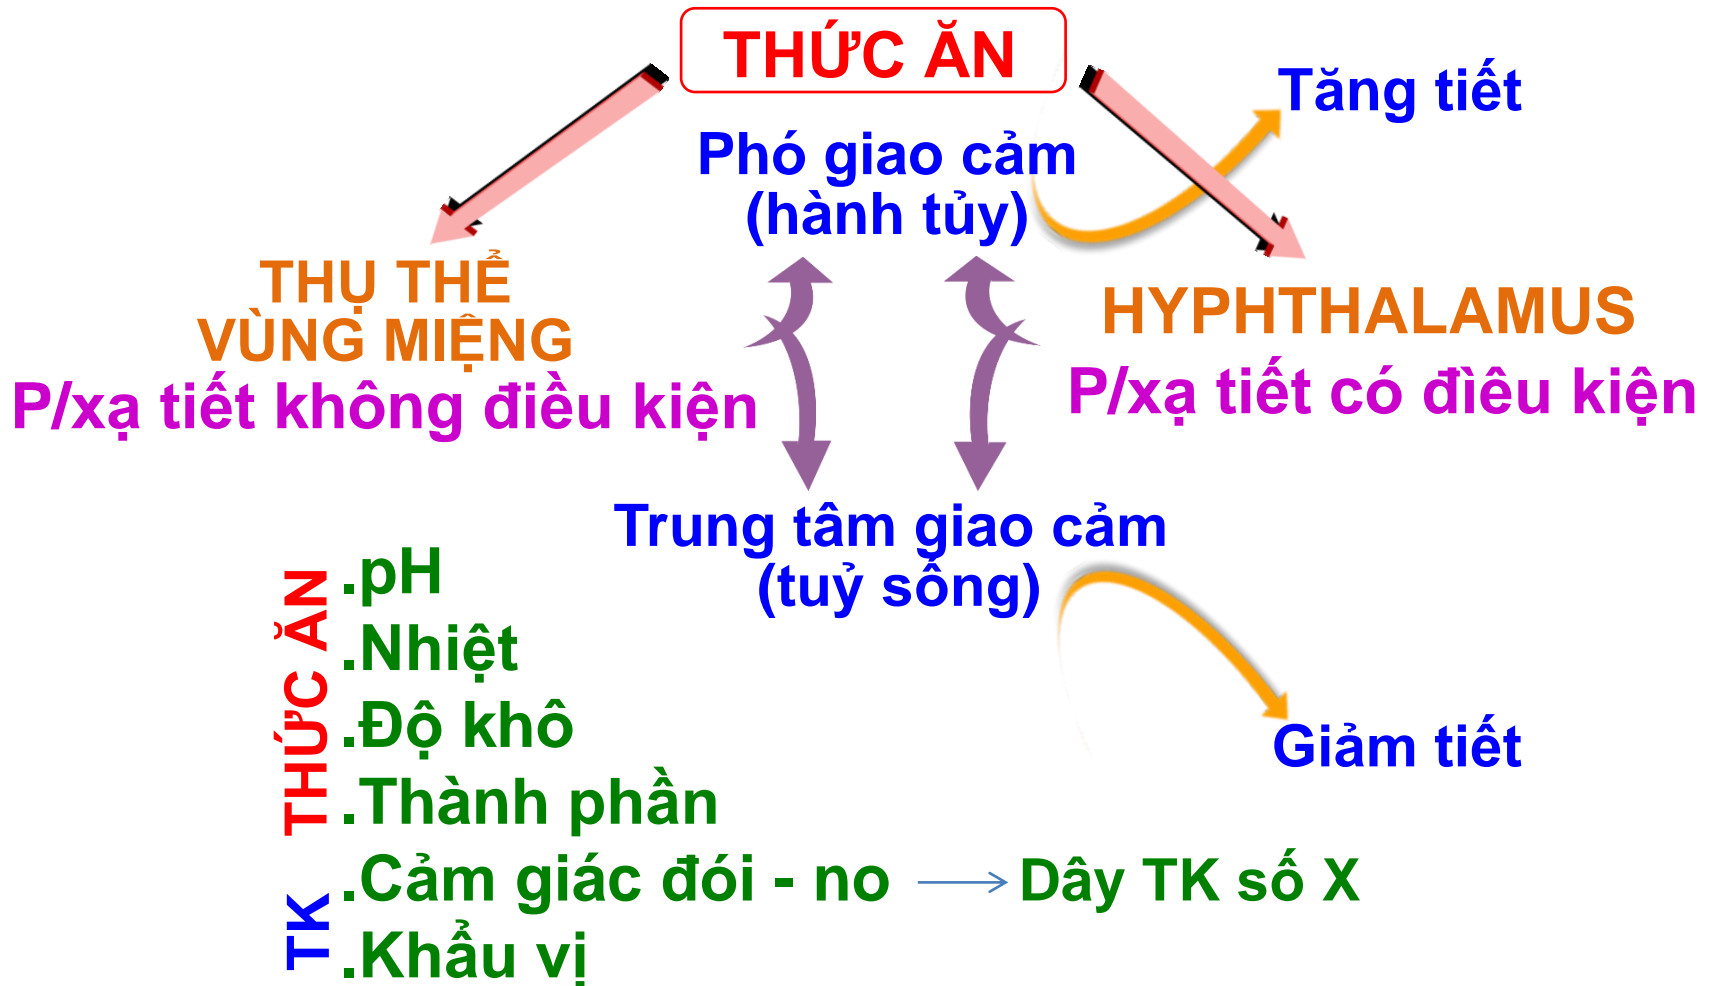 THỨC ĂN
Tăng tiết
Phó giao cảm
(hành tủy)
THỤ THỂ
VÙNG MIỆNG
P/xạ tiết không điều kiện
HYPHTHALAMUS
P/xạ tiết có đìêu kiện
Trung tâm giao cảm
(tuỷ sống)
Giảm tiết
THỨC ĂN
.pH
.Nhiệt
.Độ khô
.Thành phần
TK
.Cảm giác đói - no
Dây TK số X
.Khẩu vị